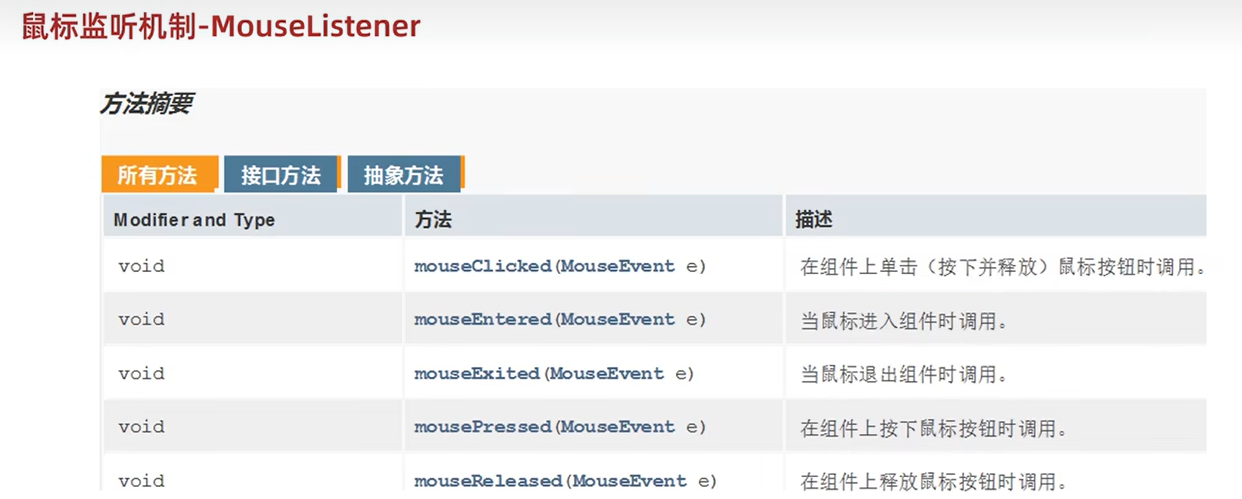 鼠标监听机制-MouseListener
方法摘要
所有方法 接口方法 抽象方法
Modifier and Type 方法 描述
void mouseClicked(MouseEvent e) 在组件上单击（按下并释放）鼠标按钮时调用。
void mouseEntered(MouseEvent e) 当鼠标进入组件时调用。
void mouseExited(MouseEvent e) 当鼠标退出组件时调用。
void mousePressed(MouseEvent e) 在组件上按下鼠标按钮时调用。
void mouseReleased(MouseEvent e) 在组件上释放鼠标按钮时调用。